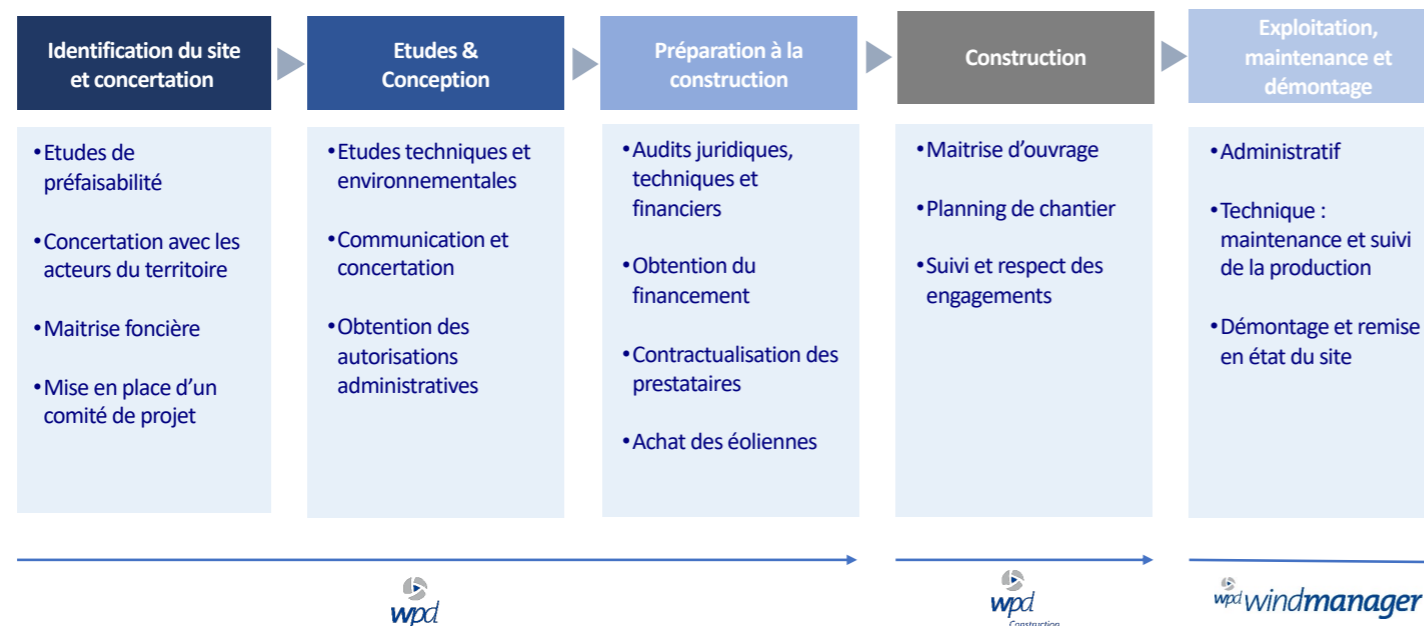 Identification du site
et concertation
Etudes &
Conception
Préparation à la
construction
Construction
Exploitation,
maintenance et
démontage
•Etudes de
préfaisabilité
•Concertation avec les
acteurs du territoire
•Maitrise foncière
•Mise en place d’un
comité de projet
•Etudes techniques et
environnementales
•Communication et
concertation
•Obtention des
autorisations
administratives
•Audits juridiques,
techniques et
financiers
•Obtention du
financement
•Contractualisation des
prestataires
•Achat des éoliennes
•Maitrise d’ouvrage
•Planning de chantier
•Suivi et respect des
engagements
•Administratif
•Technique :
maintenance et suivi
de la production
•Démontage et remise
en état du site
wpd
wpd
Construction
wpd windmanager